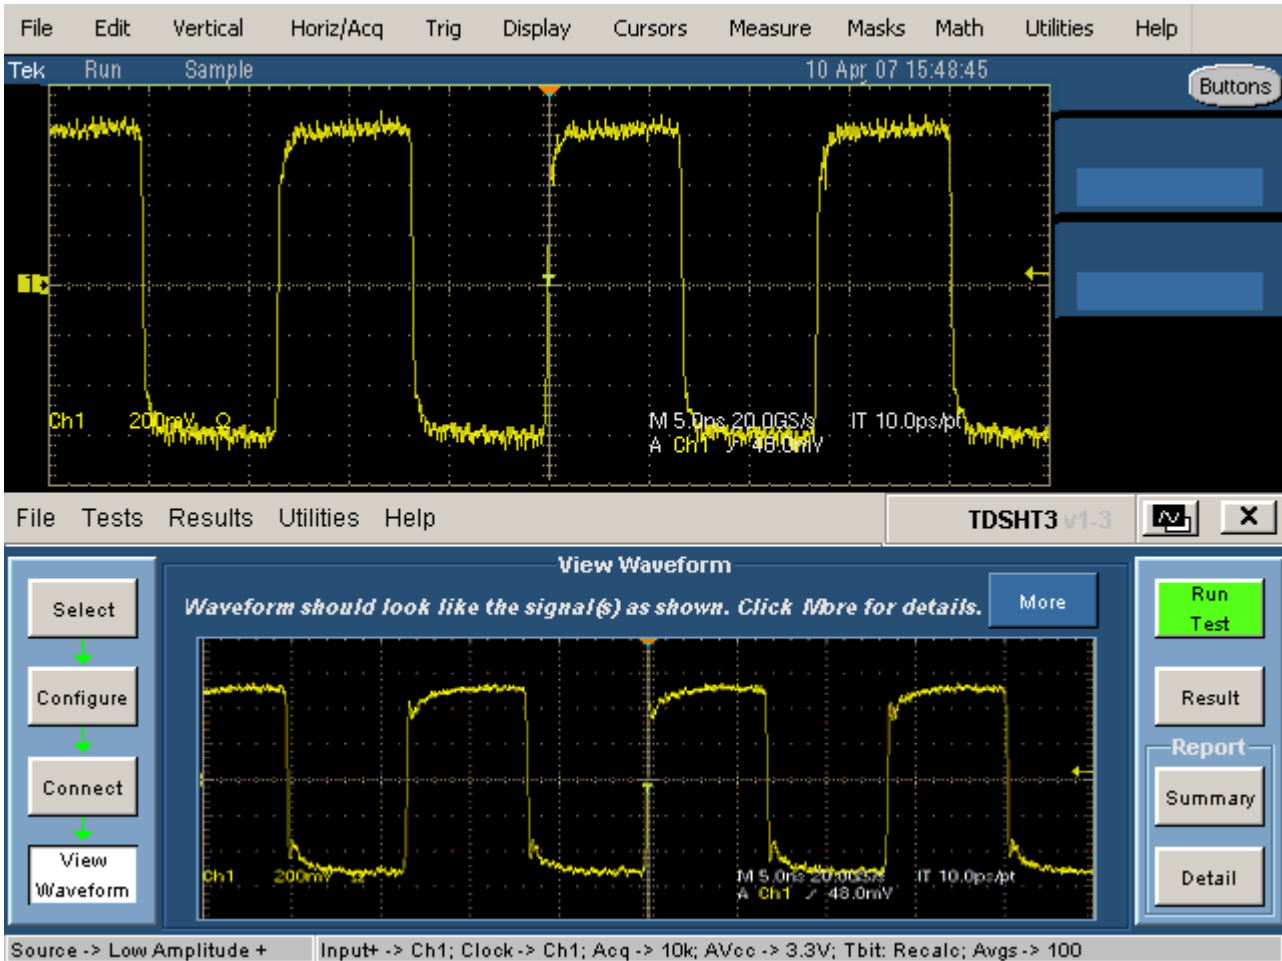 File Edit Vertical Horiz/Acq Trig Display Cursors Measure Masks Math Utilities Help
Tek Run Sample 10 Apr 07 15:48:45
Buttons
1
Ch1 200mV Ω M 5.0ns 20.0GS/s IT 10.0ps/pt
A Ch1 48.0mV
File Tests Results Utilities Help TDSHT3 v1-3
View Waveform
Waveform should look like the signal(s) as shown. Click More for details. More
Select
Configure
Connect
View
Waveform
Ch1 200mV Ω M 5.0ns 20.0GS/s IT 10.0ps/pt
A Ch1 48.0mV
Run
Test
Result
Report
Summary
Detail
Source -> Low Amplitude + Input+ -> Ch1; Clock -> Ch1; Acq -> 10k; AVcc -> 3.3V; Tbit: Recalc; Avgs -> 100